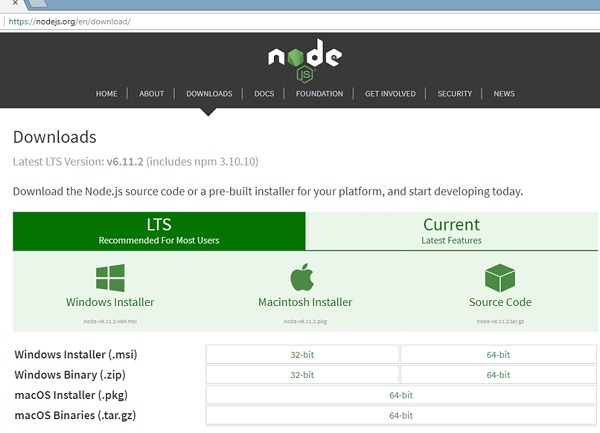 https://nodejs.org/en/download/
node
JS
HOME ABOUT DOWNLOADS DOCS FOUNDATION GET INVOLVED SECURITY NEWS
Downloads
Latest LTS Version: v6.11.2 (includes npm 3.10.10)
Download the Node.js source code or a pre-built installer for your platform, and start developing today.
LTS
Recommended For Most Users
Current
Latest Features
Windows Installer
node-v6.11.2-x64.msi
Macintosh Installer
node-v6.11.2.pkg
Source Code
node-v6.11.2.tar.gz
Windows Installer (.msi) 32-bit 64-bit
Windows Binary (.zip) 32-bit 64-bit
macOS Installer (.pkg) 64-bit
macOS Binaries (.tar.gz) 64-bit